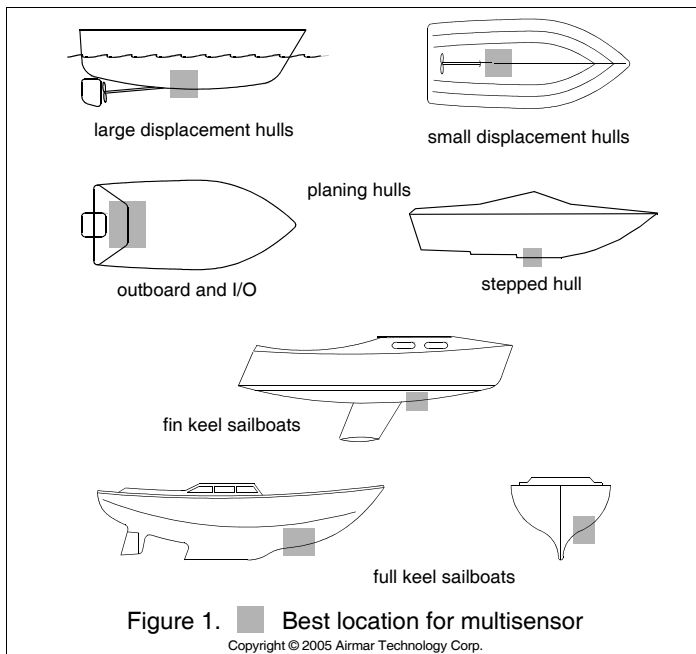 large displacement hulls
small displacement hulls
planing hulls
outboard and I/O
stepped hull
fin keel sailboats
full keel sailboats
Figure 1. Best location for multisensor
Copyright © 2005 Airmar Technology Corp.